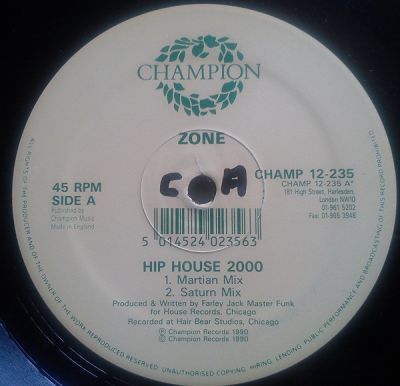 CHAMPION
ZONE
45 RPM
SIDE A
Published by
Champion Music
Made in England
COA
CHAMP 12-235
CHAMP 12-235 A*
181 High Street, Harlesden,
London NW10
01-961 5202
Fax: 01-965 3948
5 014524 023563
HIP HOUSE 2000
1. Martian Mix
2. Saturn Mix
Produced & Written by Farley Jack Master Funk
for House Records, Chicago
Recorded at Hair Bear Studios, Chicago
Ⓟ Champion Records 1990
© Champion Records 1990
ALL RIGHTS OF THE PRODUCER AND OF THE OWNER OF THE WORK REPRODUCED RESERVED. UNAUTHORISED COPYING, HIRING, LENDING, PUBLIC PERFORMANCE AND BROADCASTING OF THIS RECORD PROHIBITED